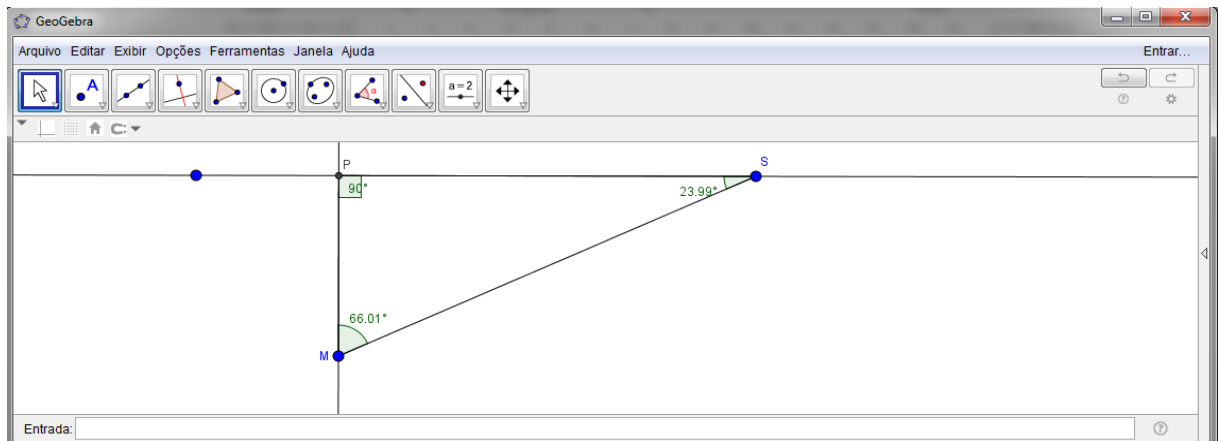 GeoGebra
Arquivo Editar Exibir Opções Ferramentas Janela Ajuda
Entrar...
A
α
a=2
P
S
90°
23.99°
66.01°
M
Entrada: